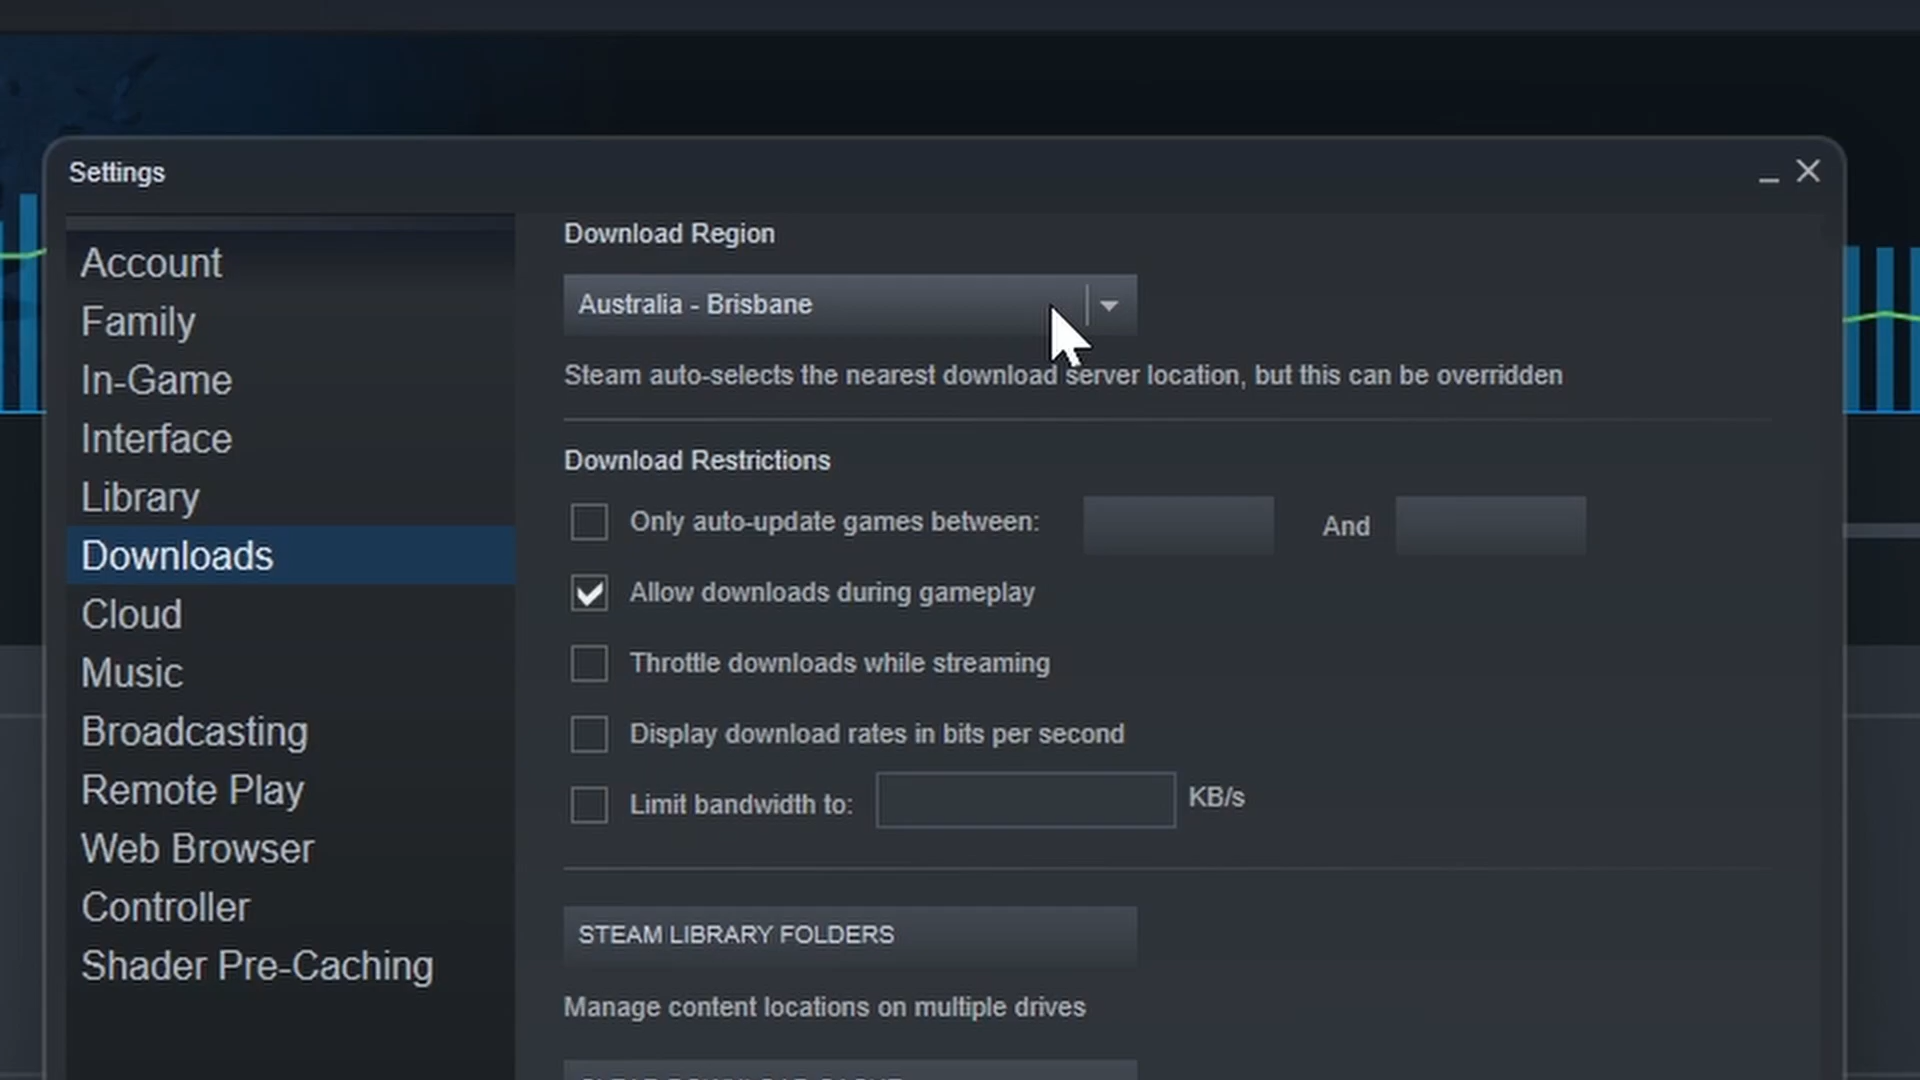 Settings
Account
Family
In-Game
Interface
Library
Downloads
Cloud
Music
Broadcasting
Remote Play
Web Browser
Controller
Shader Pre-Caching
Download Region
Australia - Brisbane
Steam auto-selects the nearest download server location, but this can be overridden
Download Restrictions
Only auto-update games between: And
Allow downloads during gameplay
Throttle downloads while streaming
Display download rates in bits per second
Limit bandwidth to: KB/s
STEAM LIBRARY FOLDERS
Manage content locations on multiple drives